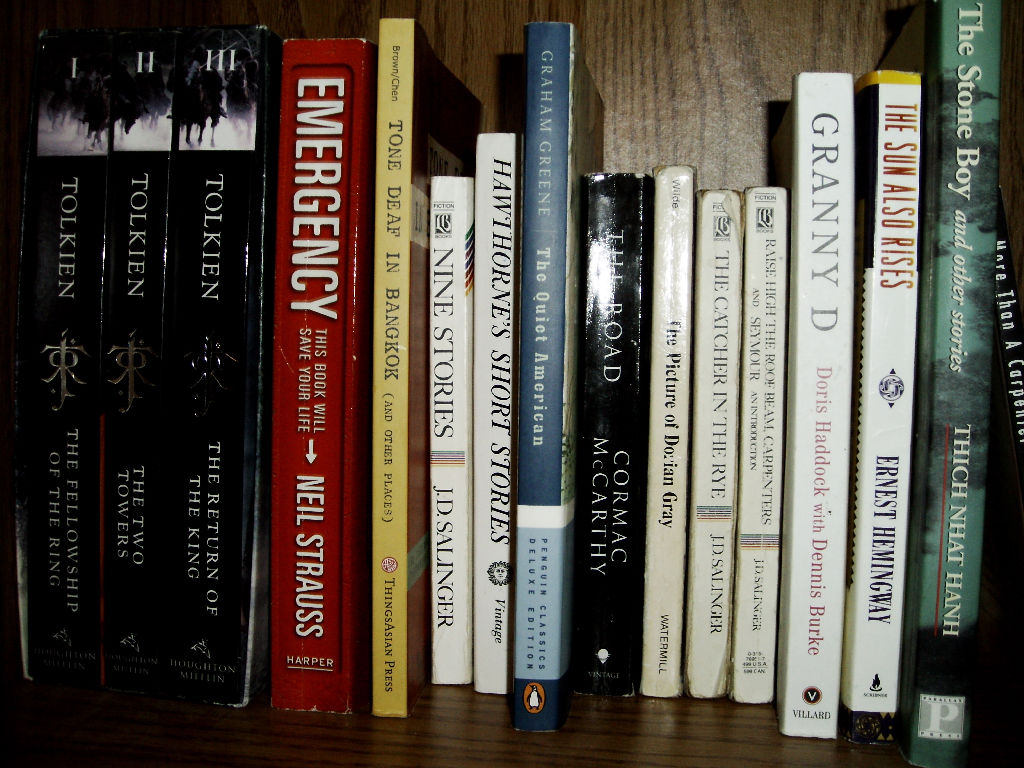 I
TOLKIEN
THE FELLOWSHIP
OF THE RING
HOUGHTON
MIFFLIN
II
TOLKIEN
THE TWO
TOWERS
HOUGHTON
MIFFLIN
III
TOLKIEN
THE RETURN OF
THE KING
HOUGHTON
MIFFLIN
EMERGENCY
THIS BOOK WILL
SAVE YOUR LIFE
NEIL STRAUSS
HARPER
Brown/Chen
TONE DEAF IN BANGKOK (AND OTHER PLACES)
THINGSASIAN PRESS
FICTION
BOOKS
NINE STORIES
J.D. SALINGER
HAWTHORNE'S SHORT STORIES
Vintage
GRAHAM GREENE The Quiet American
PENGUIN CLASSICS
DELUXE EDITION
THE ROAD
CORMAC
McCARTHY
VINTAGE
Wilde
The Picture of Dorian Gray
WATERMILL
FICTION
BOOKS
THE CATCHER IN THE RYE
J.D. SALINGER
FICTION
BOOKS
RAISE HIGH THE ROOF BEAM, CARPENTERS
AND SEYMOUR AN INTRODUCTION
J.D. SALINGER
GRANNY D
Doris Haddock with Dennis Burke
V
VILLARD
THE SUN ALSO RISES
ERNEST HEMINGWAY
SCRIBNER
The Stone Boy and other stories
THICH NHAT HANH
PARALLAX
P
PRESS
More Than A Carpenter